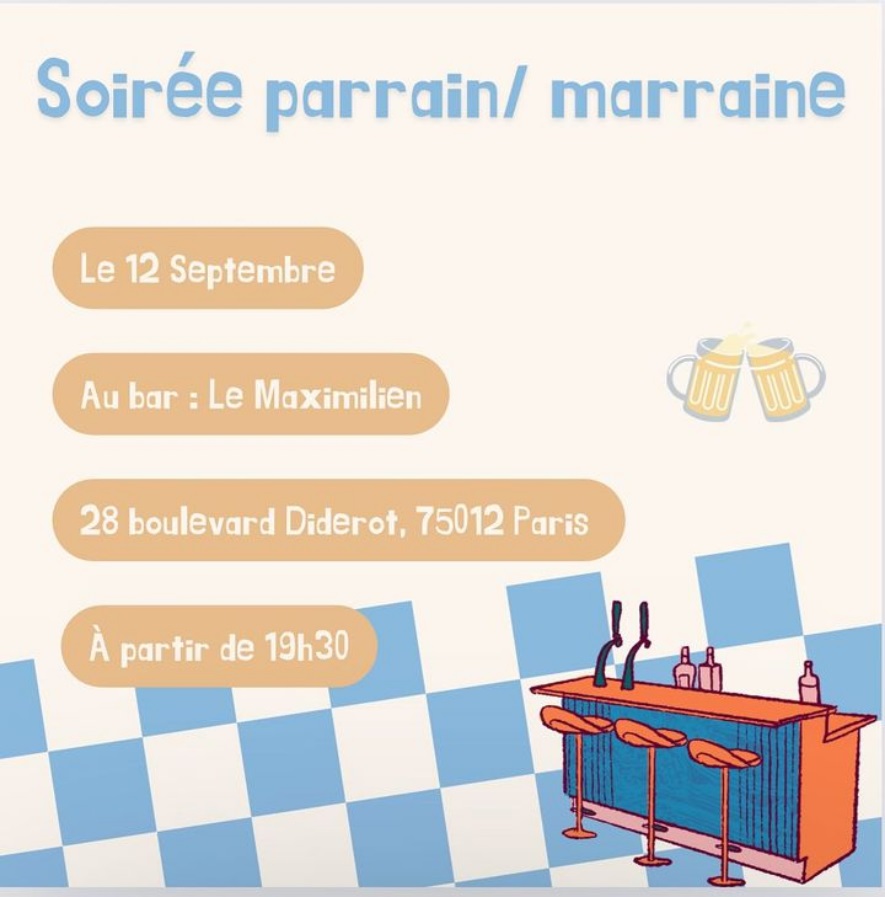 Soirée parrain/ marraine
Le 12 Septembre
Au bar : Le Maximilien
28 boulevard Diderot, 75012 Paris
À partir de 19h30